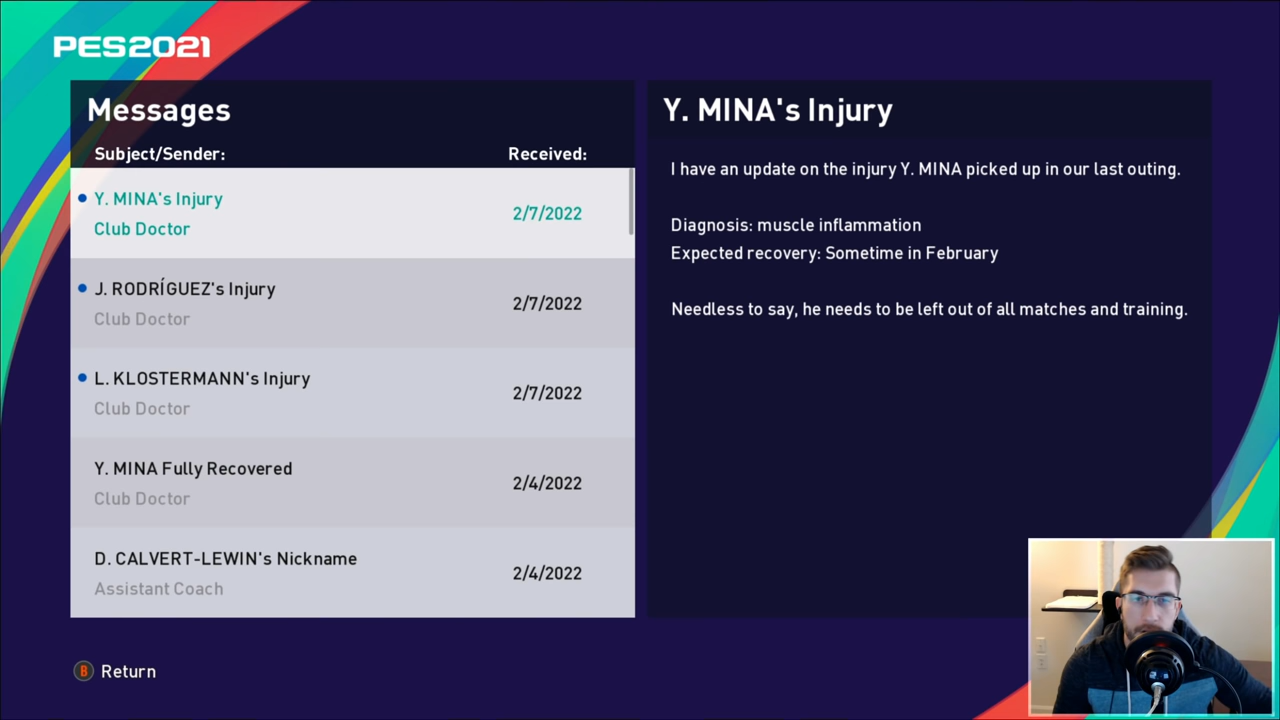 PES2021
Messages
Subject/Sender:
Received:
Y. MINA's Injury
Club Doctor
2/7/2022
J. RODRÍGUEZ's Injury
Club Doctor
2/7/2022
L. KLOSTERMANN's Injury
Club Doctor
2/7/2022
Y. MINA Fully Recovered
Club Doctor
2/4/2022
D. CALVERT-LEWIN's Nickname
Assistant Coach
2/4/2022
Y. MINA's Injury
I have an update on the injury Y. MINA picked up in our last outing.
Diagnosis: muscle inflammation
Expected recovery: Sometime in February
Needless to say, he needs to be left out of all matches and training.
B Return